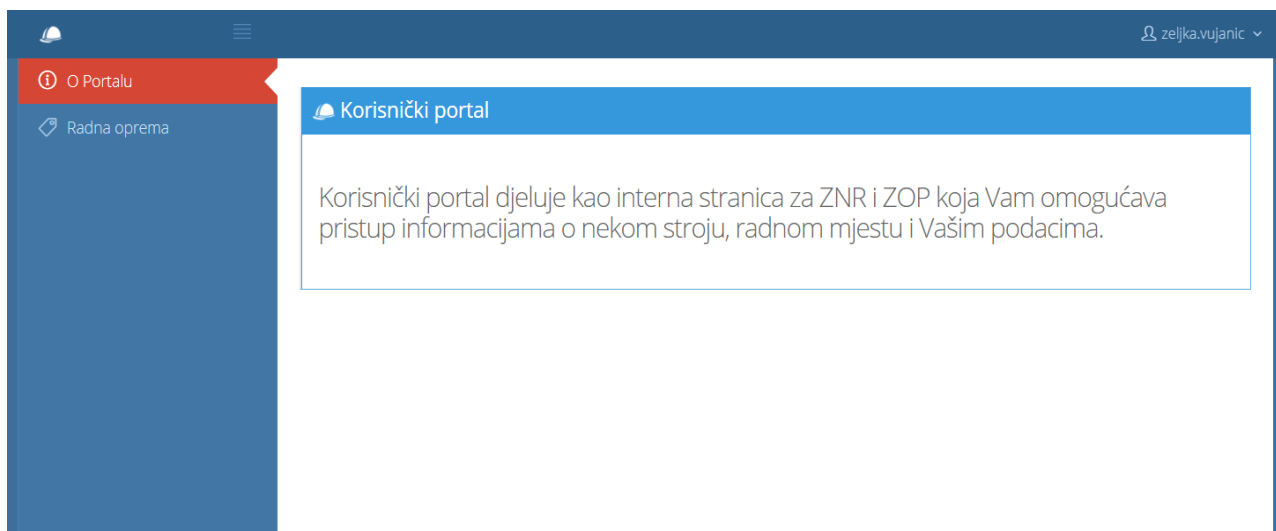 zeljka.vujanic
O Portalu
Radna oprema
Korisnički portal
Korisnički portal djeluje kao interna stranica za ZNR i ZOP koja Vam omogućava
pristup informacijama o nekom stroju, radnom mjestu i Vašim podacima.